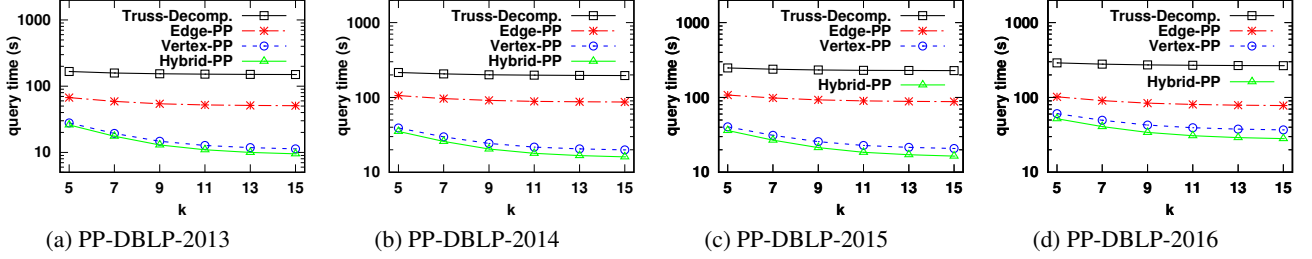 Truss-Decomp.
Edge-PP
Vertex-PP
Hybrid-PP
query time (s)
1000
100
10
5 7 9 11 13 15
k
(a) PP-DBLP-2013
Truss-Decomp.
Edge-PP
Vertex-PP
Hybrid-PP
query time (s)
1000
100
10
5 7 9 11 13 15
k
(b) PP-DBLP-2014
Truss-Decomp.
Edge-PP
Vertex-PP
Hybrid-PP
query time (s)
1000
100
10
5 7 9 11 13 15
k
(c) PP-DBLP-2015
Truss-Decomp.
Edge-PP
Vertex-PP
Hybrid-PP
query time (s)
1000
100
10
5 7 9 11 13 15
k
(d) PP-DBLP-2016